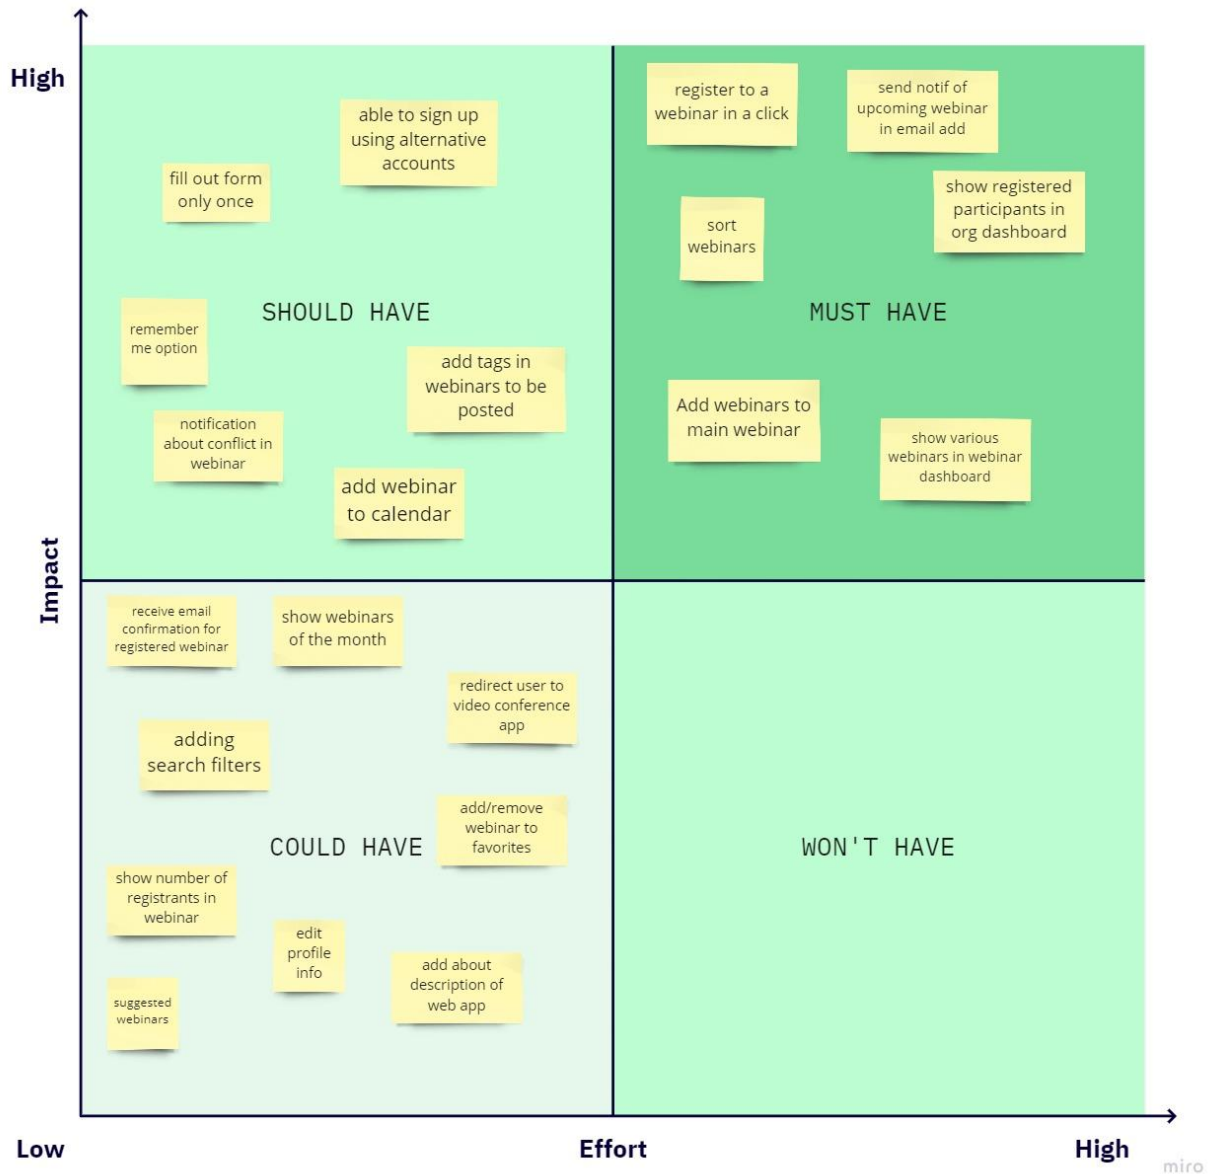 High
able to sign up
using alternative
accounts
fill out form
only once
SHOULD HAVE
remember
me option
add tags in
webinars to be
posted
notification
about conflict in
webinar
add webinar
to calendar
register to a
webinar in a click
send notif of
upcoming webinar
in email add
show registered
participants in
org dashboard
sort
webinars
MUST HAVE
Add webinars to
main webinar
show various
webinars in webinar
dashboard
Impact
receive email
confirmation for
registered webinar
show webinars
of the month
redirect user to
video conference
app
adding
search filters
add/remove
webinar to
favorites
COULD HAVE
show number of
registrants in
webinar
edit
profile
info
add about
description of
web app
suggested
webinars
WON'T HAVE
Low
Effort
High
miro